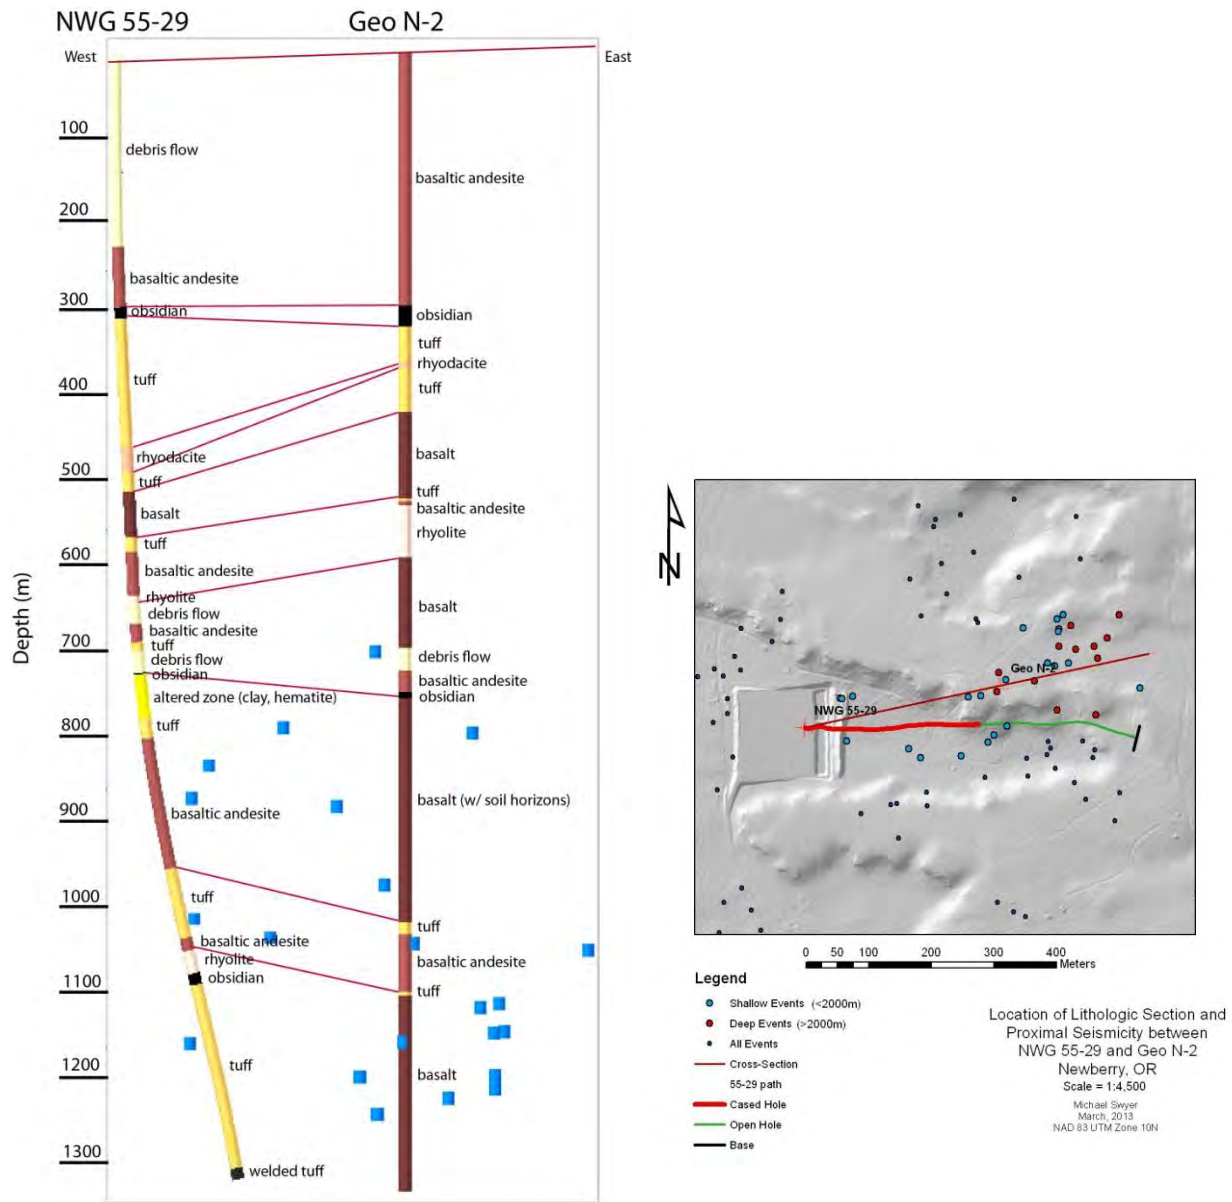 NWG 55-29
Geo N-2
West
East
Depth (m)
100
200
300
400
500
600
700
800
900
1000
1100
1200
1300
debris flow
basaltic andesite
obsidian
tuff
rhyodacite
tuff
basalt
tuff
basaltic andesite
rhyolite
debris flow
basaltic andesite
tuff
debris flow
obsidian
altered zone (clay, hematite)
tuff
basaltic andesite
tuff
basaltic andesite
rhyolite
obsidian
tuff
welded tuff
basaltic andesite
obsidian
tuff
rhyodacite
tuff
basalt
tuff
basaltic andesite
rhyolite
basalt
debris flow
basaltic andesite
obsidian
basalt (w/ soil horizons)
tuff
basaltic andesite
tuff
basalt
N
Geo N-2
NWG 55-29
0 50 100 200 300 400
Meters
Legend
Shallow Events (<2000m)
Deep Events (>2000m)
All Events
Cross-Section
55-29 path
Cased Hole
Open Hole
Base
Location of Lithologic Section and
Proximal Seismicity between
NWG 55-29 and Geo N-2
Newberry, OR
Scale = 1:4,500
Michael Swyer
March, 2013
NAD 83 UTM Zone 10N